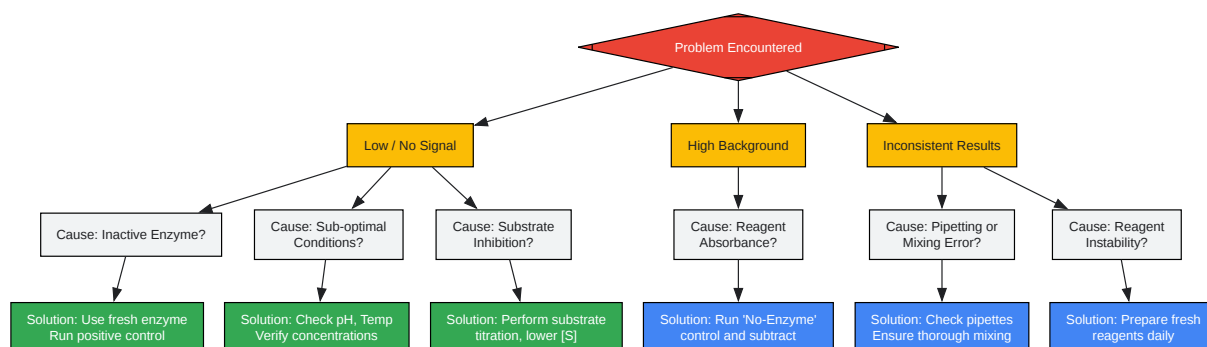 Problem Encountered
Low / No Signal
High Background
Inconsistent Results
Cause: Inactive Enzyme?
Cause: Sub-optimal
Conditions?
Cause: Substrate
Inhibition?
Cause: Reagent
Absorbance?
Cause: Pipetting or
Mixing Error?
Cause: Reagent
Instability?
Solution: Use fresh enzyme
Run positive control
Solution: Check pH, Temp
Verify concentrations
Solution: Perform substrate
titration, lower [S]
Solution: Run 'No-Enzyme'
control and subtract
Solution: Check pipettes
Ensure thorough mixing
Solution: Prepare fresh
reagents daily